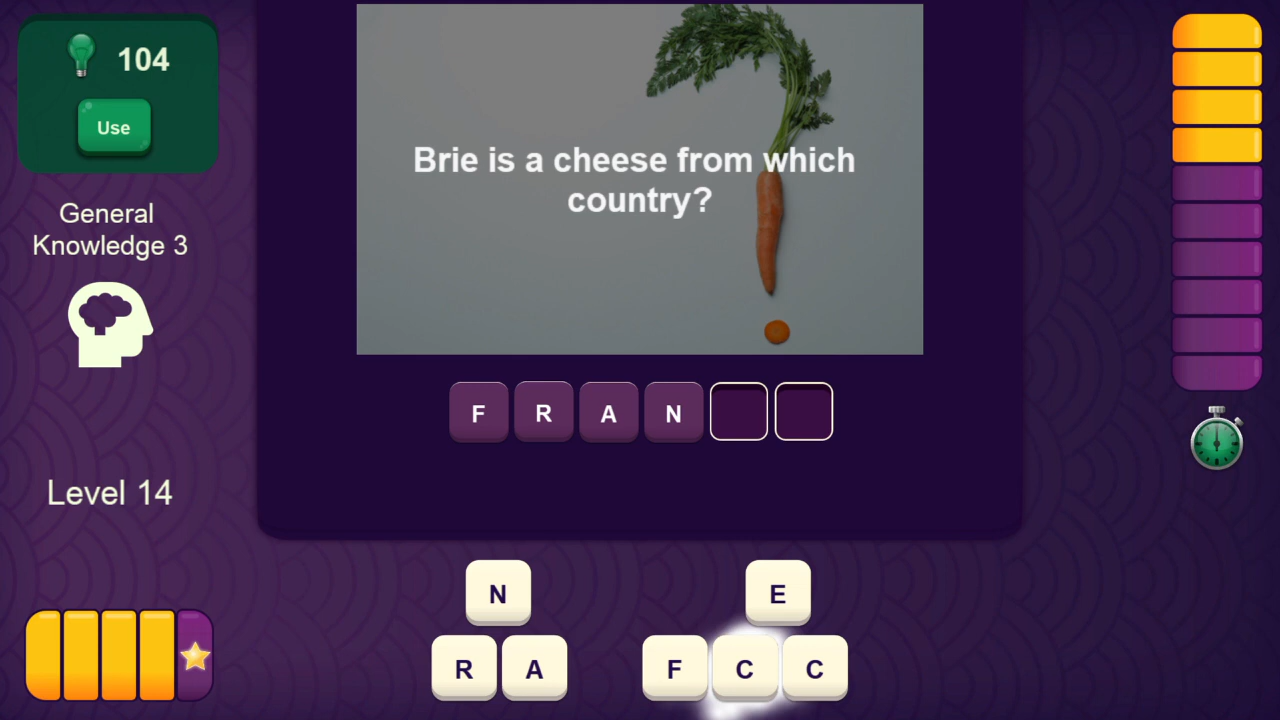 104
Use
General
Knowledge 3
Level 14
Brie is a cheese from which
country?
F R A N
N E
R A F C C